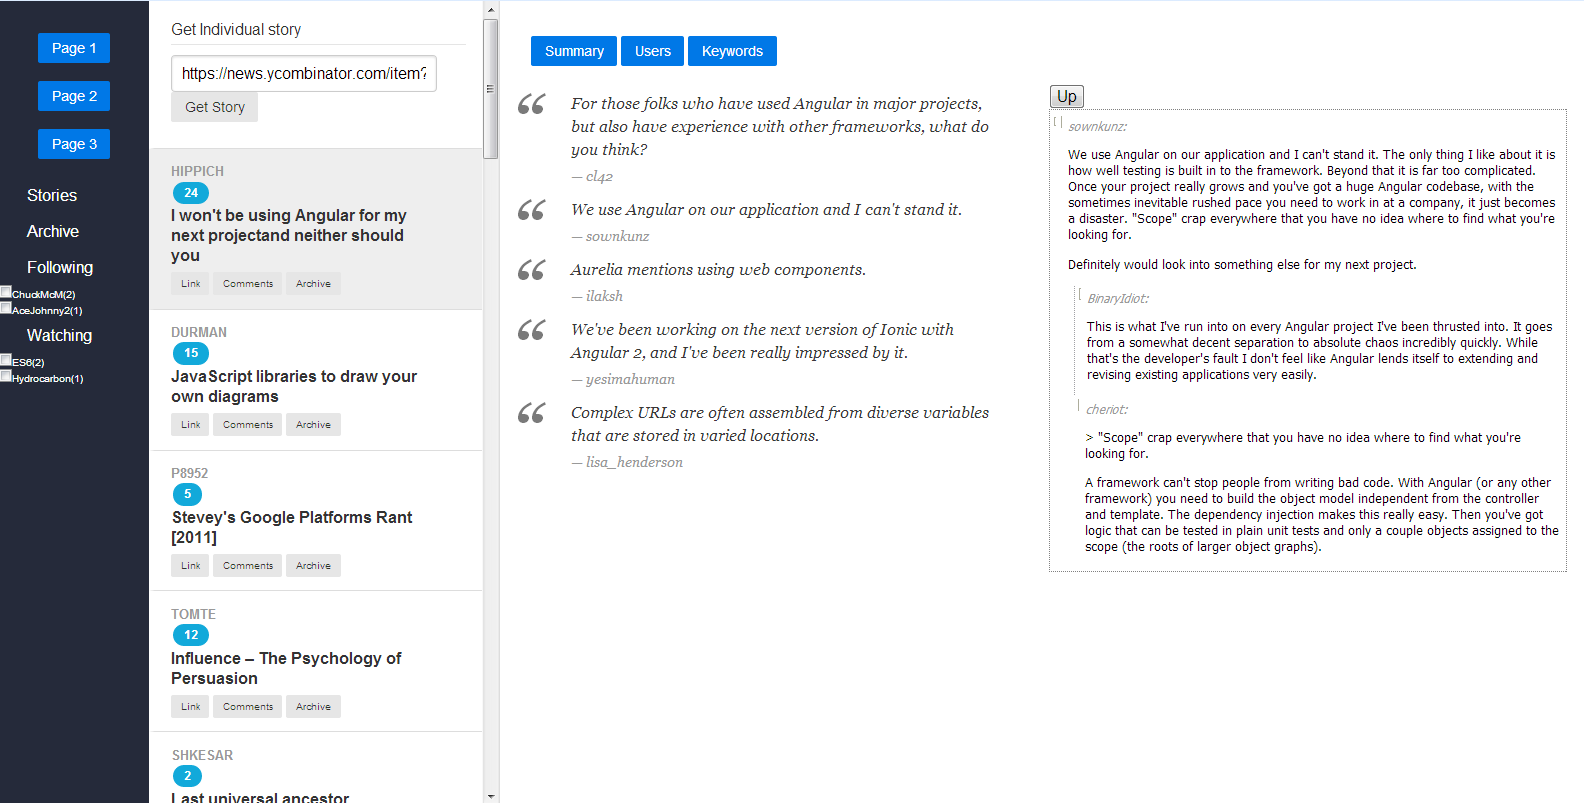 Page 1
Page 2
Page 3
Stories
Archive
Following
ChuckMcM(2)
AceJohnny2(1)
Watching
ES6(2)
Hydrocarbon(1)
Get Individual story
https://news.ycombinator.com/item?
Get Story
HIPPICH
24
I won't be using Angular for my
next projectand neither should
you
Link Comments Archive
DURMAN
15
JavaScript libraries to draw your
own diagrams
Link Comments Archive
P8952
5
Stevey's Google Platforms Rant
[2011]
Link Comments Archive
TOMTE
12
Influence – The Psychology of
Persuasion
Link Comments Archive
SHKESAR
2
Last universal ancestor
Summary Users Keywords
“ For those folks who have used Angular in major projects,
but also have experience with other frameworks, what do
you think?
— cl42
“ We use Angular on our application and I can't stand it.
— sownkunz
“ Aurelia mentions using web components.
— ilaksh
“ We've been working on the next version of Ionic with
Angular 2, and I've been really impressed by it.
— yesimahuman
“ Complex URLs are often assembled from diverse variables
that are stored in varied locations.
— lisa_henderson
Up
[ | sownkunz:
We use Angular on our application and I can't stand it. The only thing I like about it is
how well testing is built in to the framework. Beyond that it is far too complicated.
Once your project really grows and you've got a huge Angular codebase, with the
sometimes inevitable rushed pace you need to work in at a company, it just becomes
a disaster. "Scope" crap everywhere that you have no idea where to find what you're
looking for.
Definitely would look into something else for my next project.
[ BinaryIdiot:
This is what I've run into on every Angular project I've been thrusted into. It goes
from a somewhat decent separation to absolute chaos incredibly quickly. While
that's the developer's fault I don't feel like Angular lends itself to extending and
revising existing applications very easily.
| cheriot:
> "Scope" crap everywhere that you have no idea where to find what you're
looking for.
A framework can't stop people from writing bad code. With Angular (or any other
framework) you need to build the object model independent from the controller
and template. The dependency injection makes this really easy. Then you've got
logic that can be tested in plain unit tests and only a couple objects assigned to the
scope (the roots of larger object graphs).